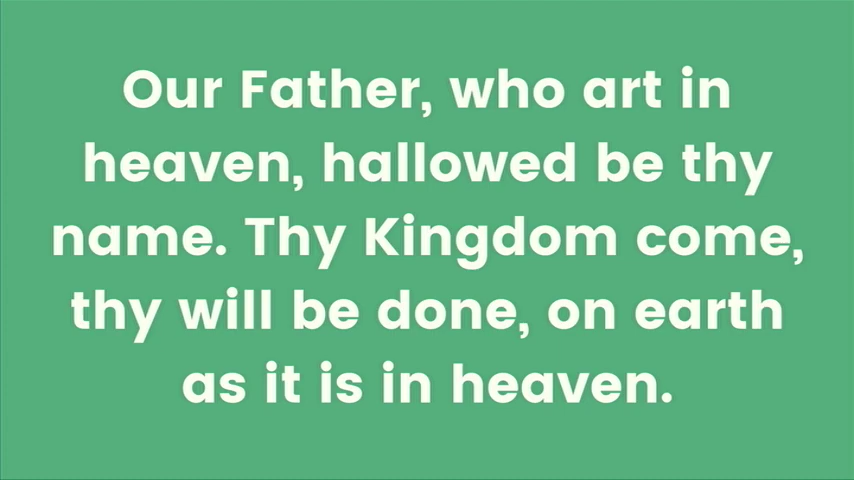 Our Father, who art in
heaven, hallowed be thy
name. Thy Kingdom come,
thy will be done, on earth
as it is in heaven.